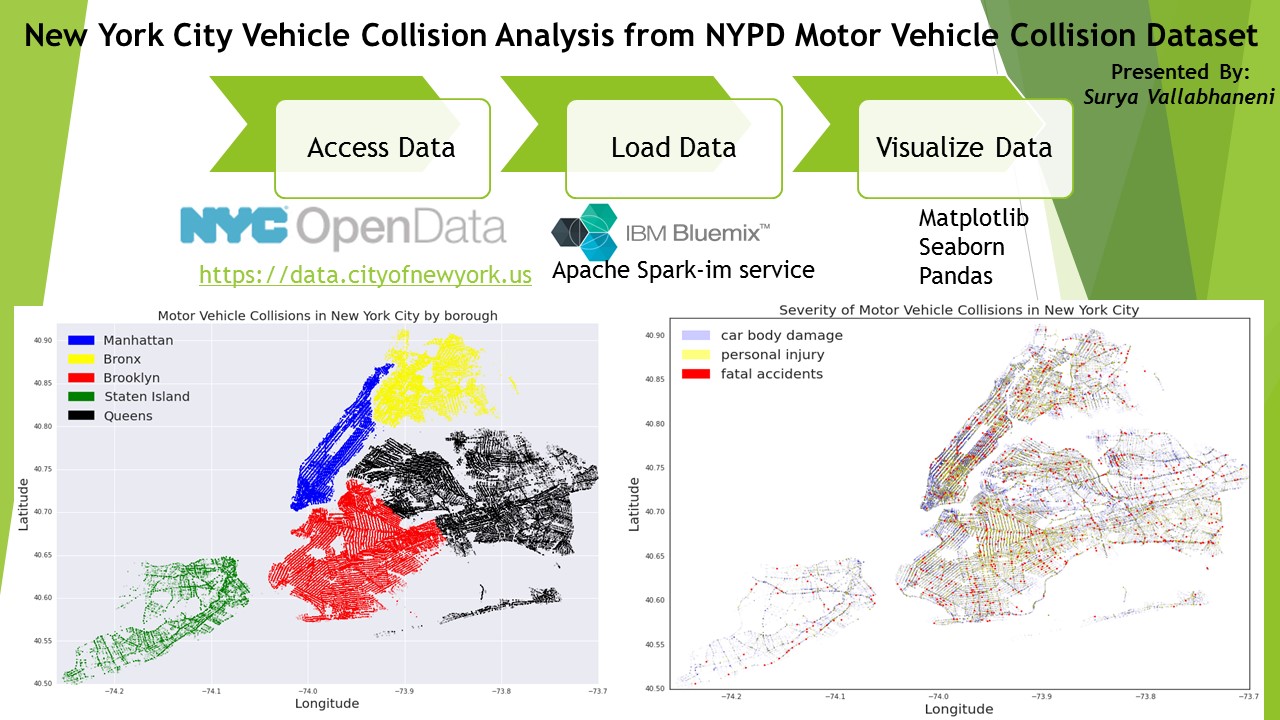 New York City Vehicle Collision Analysis from NYPD Motor Vehicle Collision Dataset
Presented By:
Surya Vallabhaneni
Access Data
Load Data
Visualize Data
NYC OpenData
https://data.cityofnewyork.us
IBM Bluemix™
Apache Spark-im service
Matplotlib
Seaborn
Pandas
Motor Vehicle Collisions in New York City by borough
Manhattan
Bronx
Brooklyn
Staten Island
Queens
40.90
40.85
40.80
40.75
40.70
40.65
40.60
40.55
40.50
Latitude
−74.2
−74.1
−74.0
−73.9
−73.8
−73.7
Longitude
Severity of Motor Vehicle Collisions in New York City
car body damage
personal injury
fatal accidents
40.90
40.85
40.80
40.75
40.70
40.65
40.60
40.55
40.50
Latitude
−74.2
−74.1
−74.0
−73.9
−73.8
−73.7
Longitude